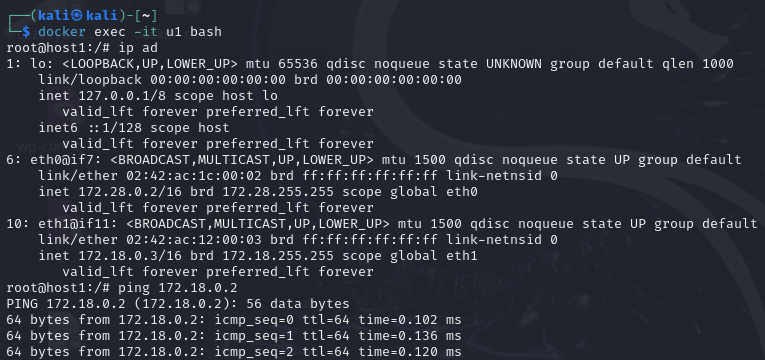 ┌──(kali㉿kali)-[~]
└─$ docker exec -it u1 bash
root@host1:/# ip ad
1: lo: <LOOPBACK,UP,LOWER_UP> mtu 65536 qdisc noqueue state UNKNOWN group default qlen 1000
    link/loopback 00:00:00:00:00:00 brd 00:00:00:00:00:00
    inet 127.0.0.1/8 scope host lo
       valid_lft forever preferred_lft forever
    inet6 ::1/128 scope host
       valid_lft forever preferred_lft forever
6: eth0@if7: <BROADCAST,MULTICAST,UP,LOWER_UP> mtu 1500 qdisc noqueue state UP group default
    link/ether 02:42:ac:1c:00:02 brd ff:ff:ff:ff:ff:ff link-netnsid 0
    inet 172.28.0.2/16 brd 172.28.255.255 scope global eth0
       valid_lft forever preferred_lft forever
10: eth1@if11: <BROADCAST,MULTICAST,UP,LOWER_UP> mtu 1500 qdisc noqueue state UP group default
    link/ether 02:42:ac:12:00:03 brd ff:ff:ff:ff:ff:ff link-netnsid 0
    inet 172.18.0.3/16 brd 172.18.255.255 scope global eth1
       valid_lft forever preferred_lft forever
root@host1:/# ping 172.18.0.2
PING 172.18.0.2 (172.18.0.2): 56 data bytes
64 bytes from 172.18.0.2: icmp_seq=0 ttl=64 time=0.102 ms
64 bytes from 172.18.0.2: icmp_seq=1 ttl=64 time=0.136 ms
64 bytes from 172.18.0.2: icmp_seq=2 ttl=64 time=0.120 ms